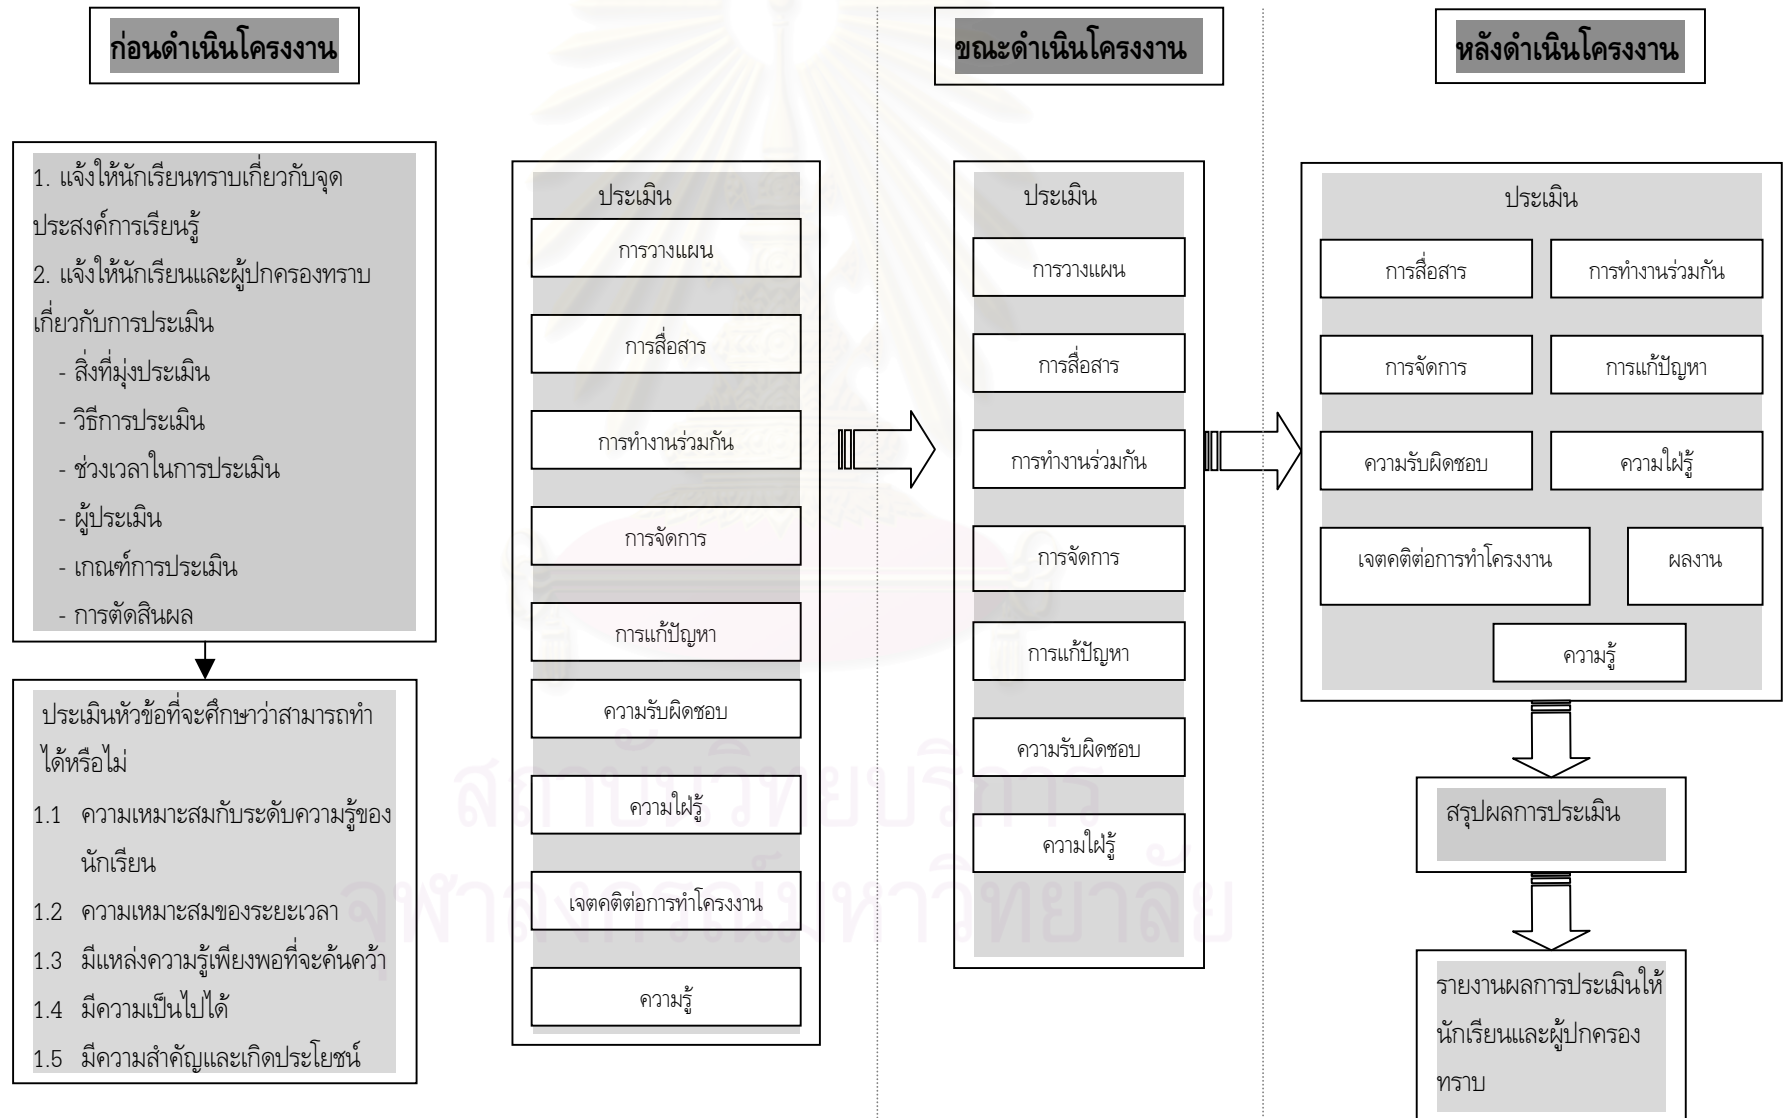 ก่อนดำเนินโครงงาน
ขณะดำเนินโครงงาน
หลังดำเนินโครงงาน
1. แจ้งให้นักเรียนทราบเกี่ยวกับจุด
ประสงค์การเรียนรู้
2. แจ้งให้นักเรียนและผู้ปกครองทราบ
เกี่ยวกับการประเมิน
- สิ่งที่มุ่งประเมิน
- วิธีการประเมิน
- ช่วงเวลาในการประเมิน
- ผู้ประเมิน
- เกณฑ์การประเมิน
- การตัดสินผล
ประเมินหัวข้อที่จะศึกษาว่าสามารถทำ
ได้หรือไม่
1.1 ความเหมาะสมกับระดับความรู้ของ
นักเรียน
1.2 ความเหมาะสมของระยะเวลา
1.3 มีแหล่งความรู้เพียงพอที่จะค้นคว้า
1.4 มีความเป็นไปได้
1.5 มีความสำคัญและเกิดประโยชน์
ประเมิน
การวางแผน
การสื่อสาร
การทำงานร่วมกัน
การจัดการ
การแก้ปัญหา
ความรับผิดชอบ
ความใฝ่รู้
เจตคติต่อการทำโครงงาน
ความรู้
ประเมิน
การวางแผน
การสื่อสาร
การทำงานร่วมกัน
การจัดการ
การแก้ปัญหา
ความรับผิดชอบ
ความใฝ่รู้
ประเมิน
การสื่อสาร
การทำงานร่วมกัน
การจัดการ
การแก้ปัญหา
ความรับผิดชอบ
ความใฝ่รู้
เจตคติต่อการทำโครงงาน
ผลงาน
ความรู้
สรุปผลการประเมิน
รายงานผลการประเมินให้
นักเรียนและผู้ปกครอง
ทราบ
สถาบันวิทยบริการ
จุฬาลงกรณ์มหาวิทยาลัย